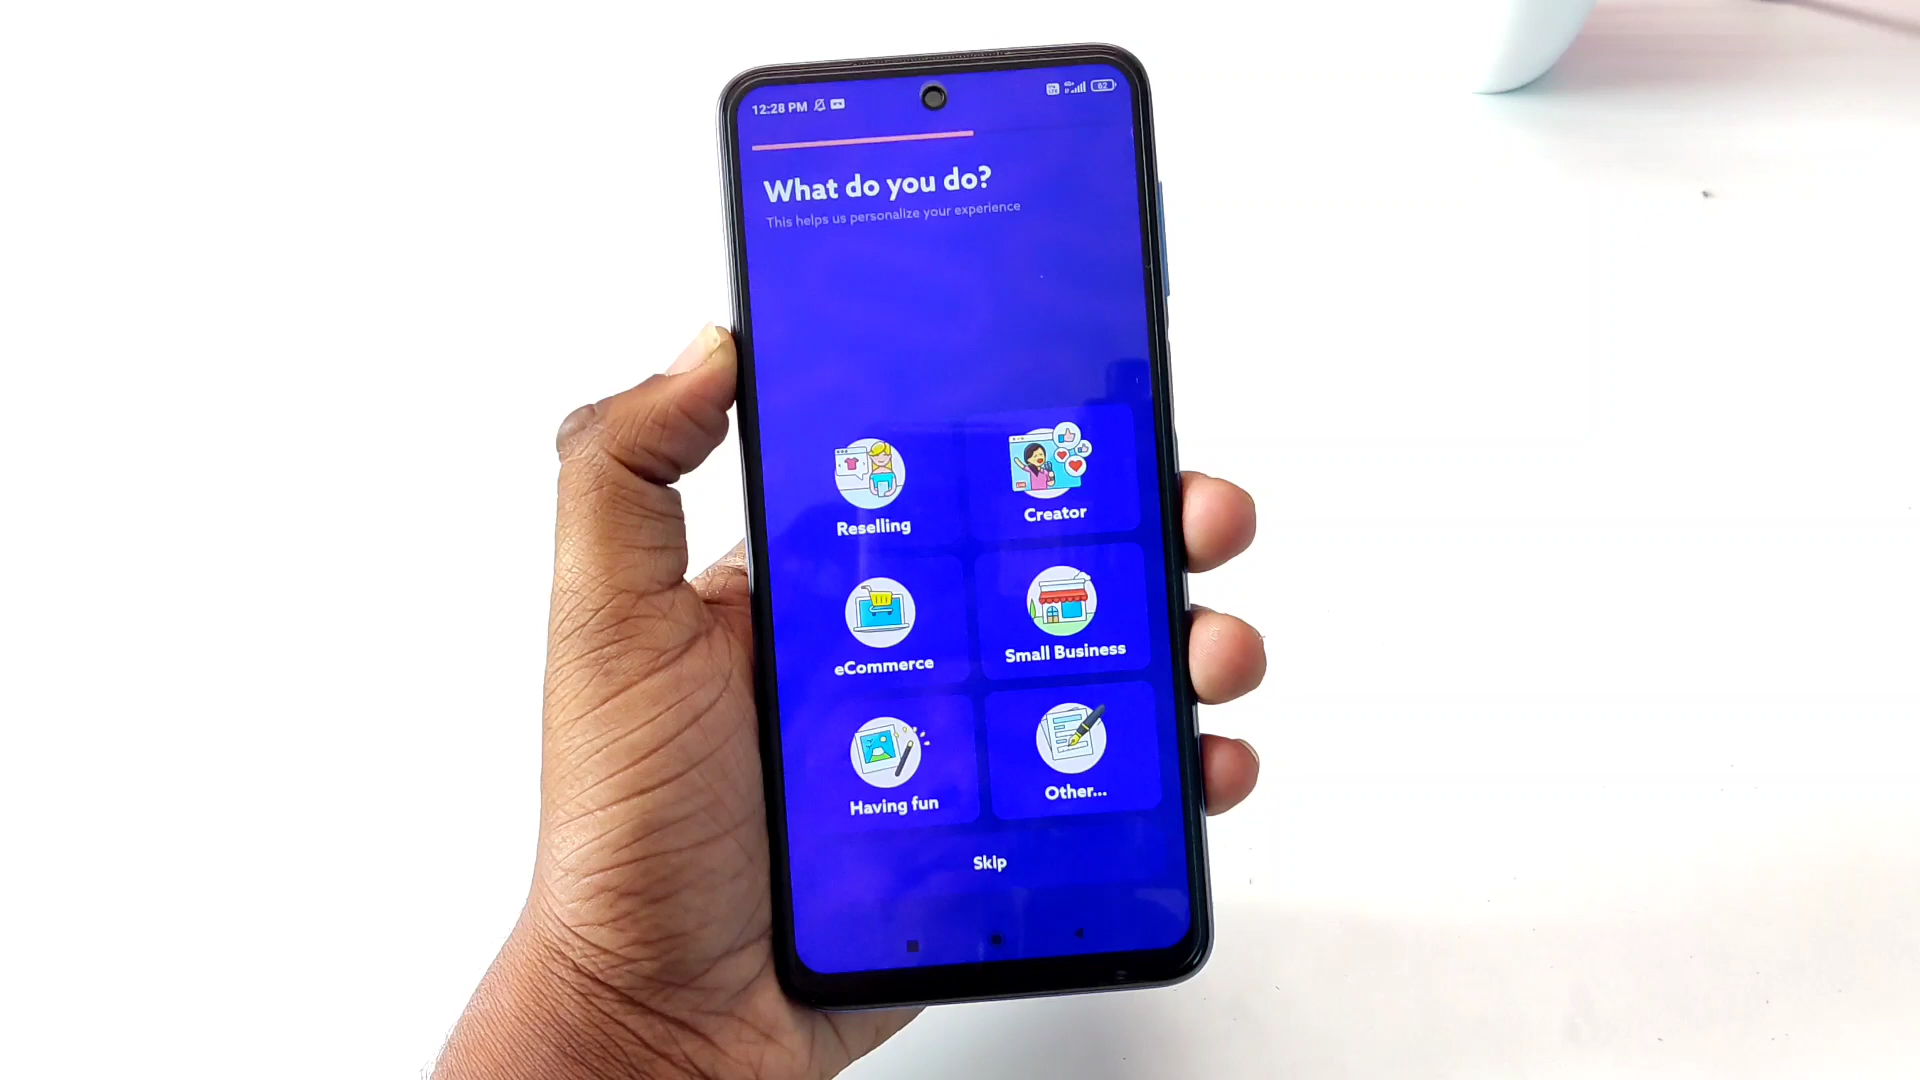 12:28 PM
62
What do you do?
This helps us personalize your experience
Reselling
Creator
eCommerce
Small Business
Having fun
Other...
Skip